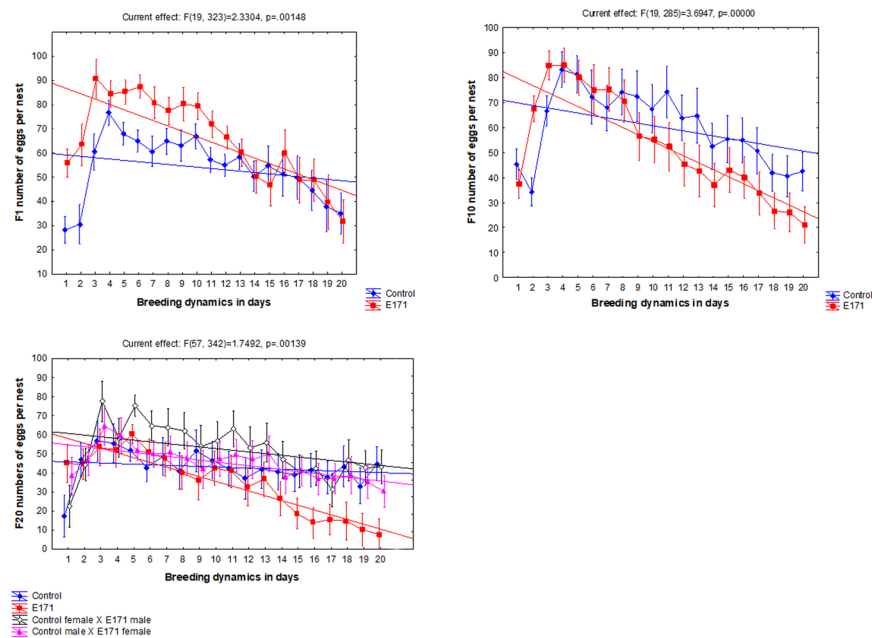 Current effect: F(19, 323)=2.3304, p=.00148
F1 number of eggs per nest
100
90
80
70
60
50
40
30
20
10
1 2 3 4 5 6 7 8 9 10 11 12 13 14 15 16 17 18 19 20
Breeding dynamics in days
Control
E171
Current effect: F(19, 285)=3.6947, p=.00000
F10 number of eggs per nest
100
90
80
70
60
50
40
30
20
10
0
1 2 3 4 5 6 7 8 9 10 11 12 13 14 15 16 17 18 19 20
Breeding dynamics in days
Control
E171
Current effect: F(57, 342)=1.7492, p=.00139
F20 numbers of eggs per nest
100
90
80
70
60
50
40
30
20
10
0
1 2 3 4 5 6 7 8 9 10 11 12 13 14 15 16 17 18 19 20
Breeding dynamics in days
Control
E171
Control female X E171 male
Control male X E171 female